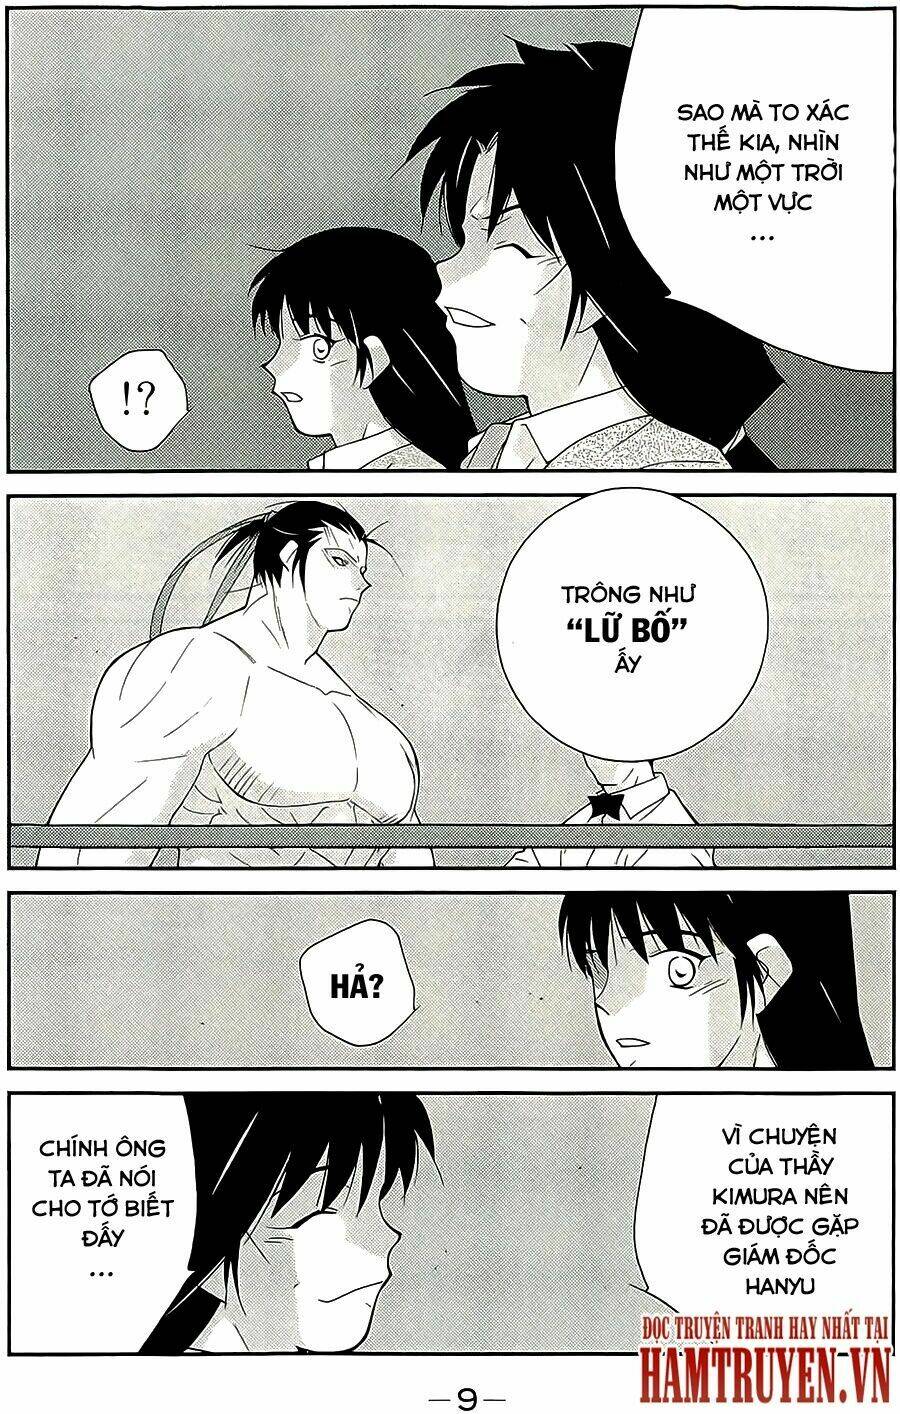 SAO MÀ TO XÁC
THẾ KIA, NHÌN
NHƯ MỘT TRỜI
MỘT VỰC
...
!?
TRÔNG NHƯ
“LỮ BỐ”
ẤY
HẢ?
VÌ CHUYỆN
CỦA THẦY
KIMURA NÊN
ĐÃ ĐƯỢC GẶP
GIÁM ĐỐC
HANYU
CHÍNH ÔNG
TA ĐÃ NÓI
CHO TỚ BIẾT
ĐẤY
...
ĐỌC TRUYỆN TRANH HAY NHẤT TẠI
HAMTRUYEN.VN
—9—